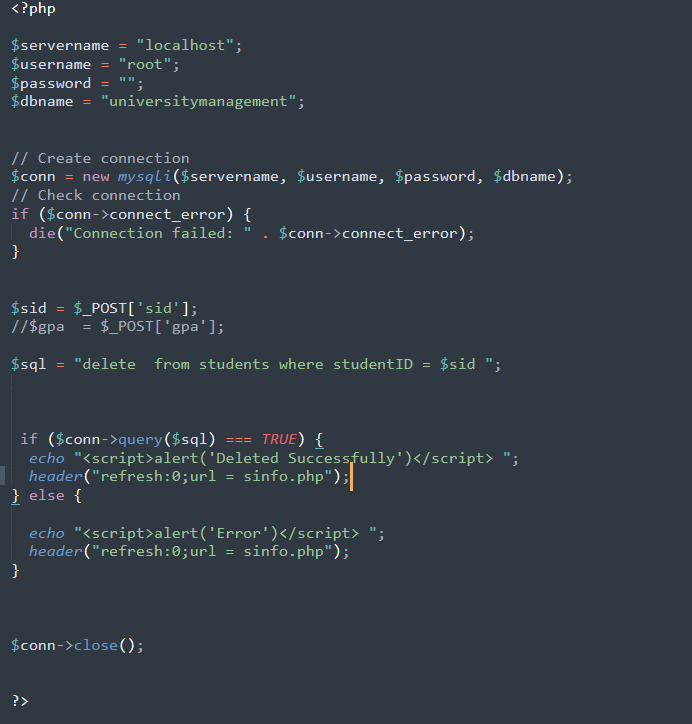 <?php
$servername = "localhost";
$username = "root";
$password = "";
$dbname = "universitymanagement";
// Create connection
$conn = new mysqli($servername, $username, $password, $dbname);
// Check connection
if ($conn->connect_error) {
  die("Connection failed: " . $conn->connect_error);
}
$sid = $_POST['sid'];
//$gpa  = $_POST['gpa'];
$sql = "delete  from students where studentID = $sid ";
 if ($conn->query($sql) === TRUE) {
  echo "<script>alert('Deleted Successfully')</script> ";
  header("refresh:0;url = sinfo.php");
} else {
  echo "<script>alert('Error')</script> ";
  header("refresh:0;url = sinfo.php");
}
$conn->close();
?>